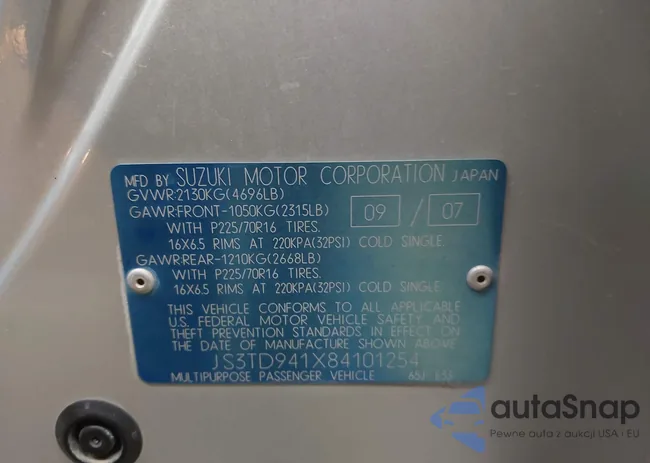 MFD BY SUZUKI MOTOR CORPORATION JAPAN
GVWR:2130KG(4696LB)
GAWR:FRONT-1050KG(2315LB) 09 / 07
WITH P225/70R16 TIRES.
16X6.5 RIMS AT 220KPA(32PSI) COLD SINGLE.
GAWR:REAR-1210KG(2668LB)
WITH P225/70R16 TIRES.
16X6.5 RIMS AT 220KPA(32PSI) COLD SINGLE.
THIS VEHICLE CONFORMS TO ALL APPLICABLE
U.S. FEDERAL MOTOR VEHICLE SAFETY AND
THEFT PREVENTION STANDARDS IN EFFECT ON
THE DATE OF MANUFACTURE SHOWN ABOVE
JS3TD941X84101254
MULTIPURPOSE PASSENGER VEHICLE
autaSnap
Pewne auta z aukcji USA i EU